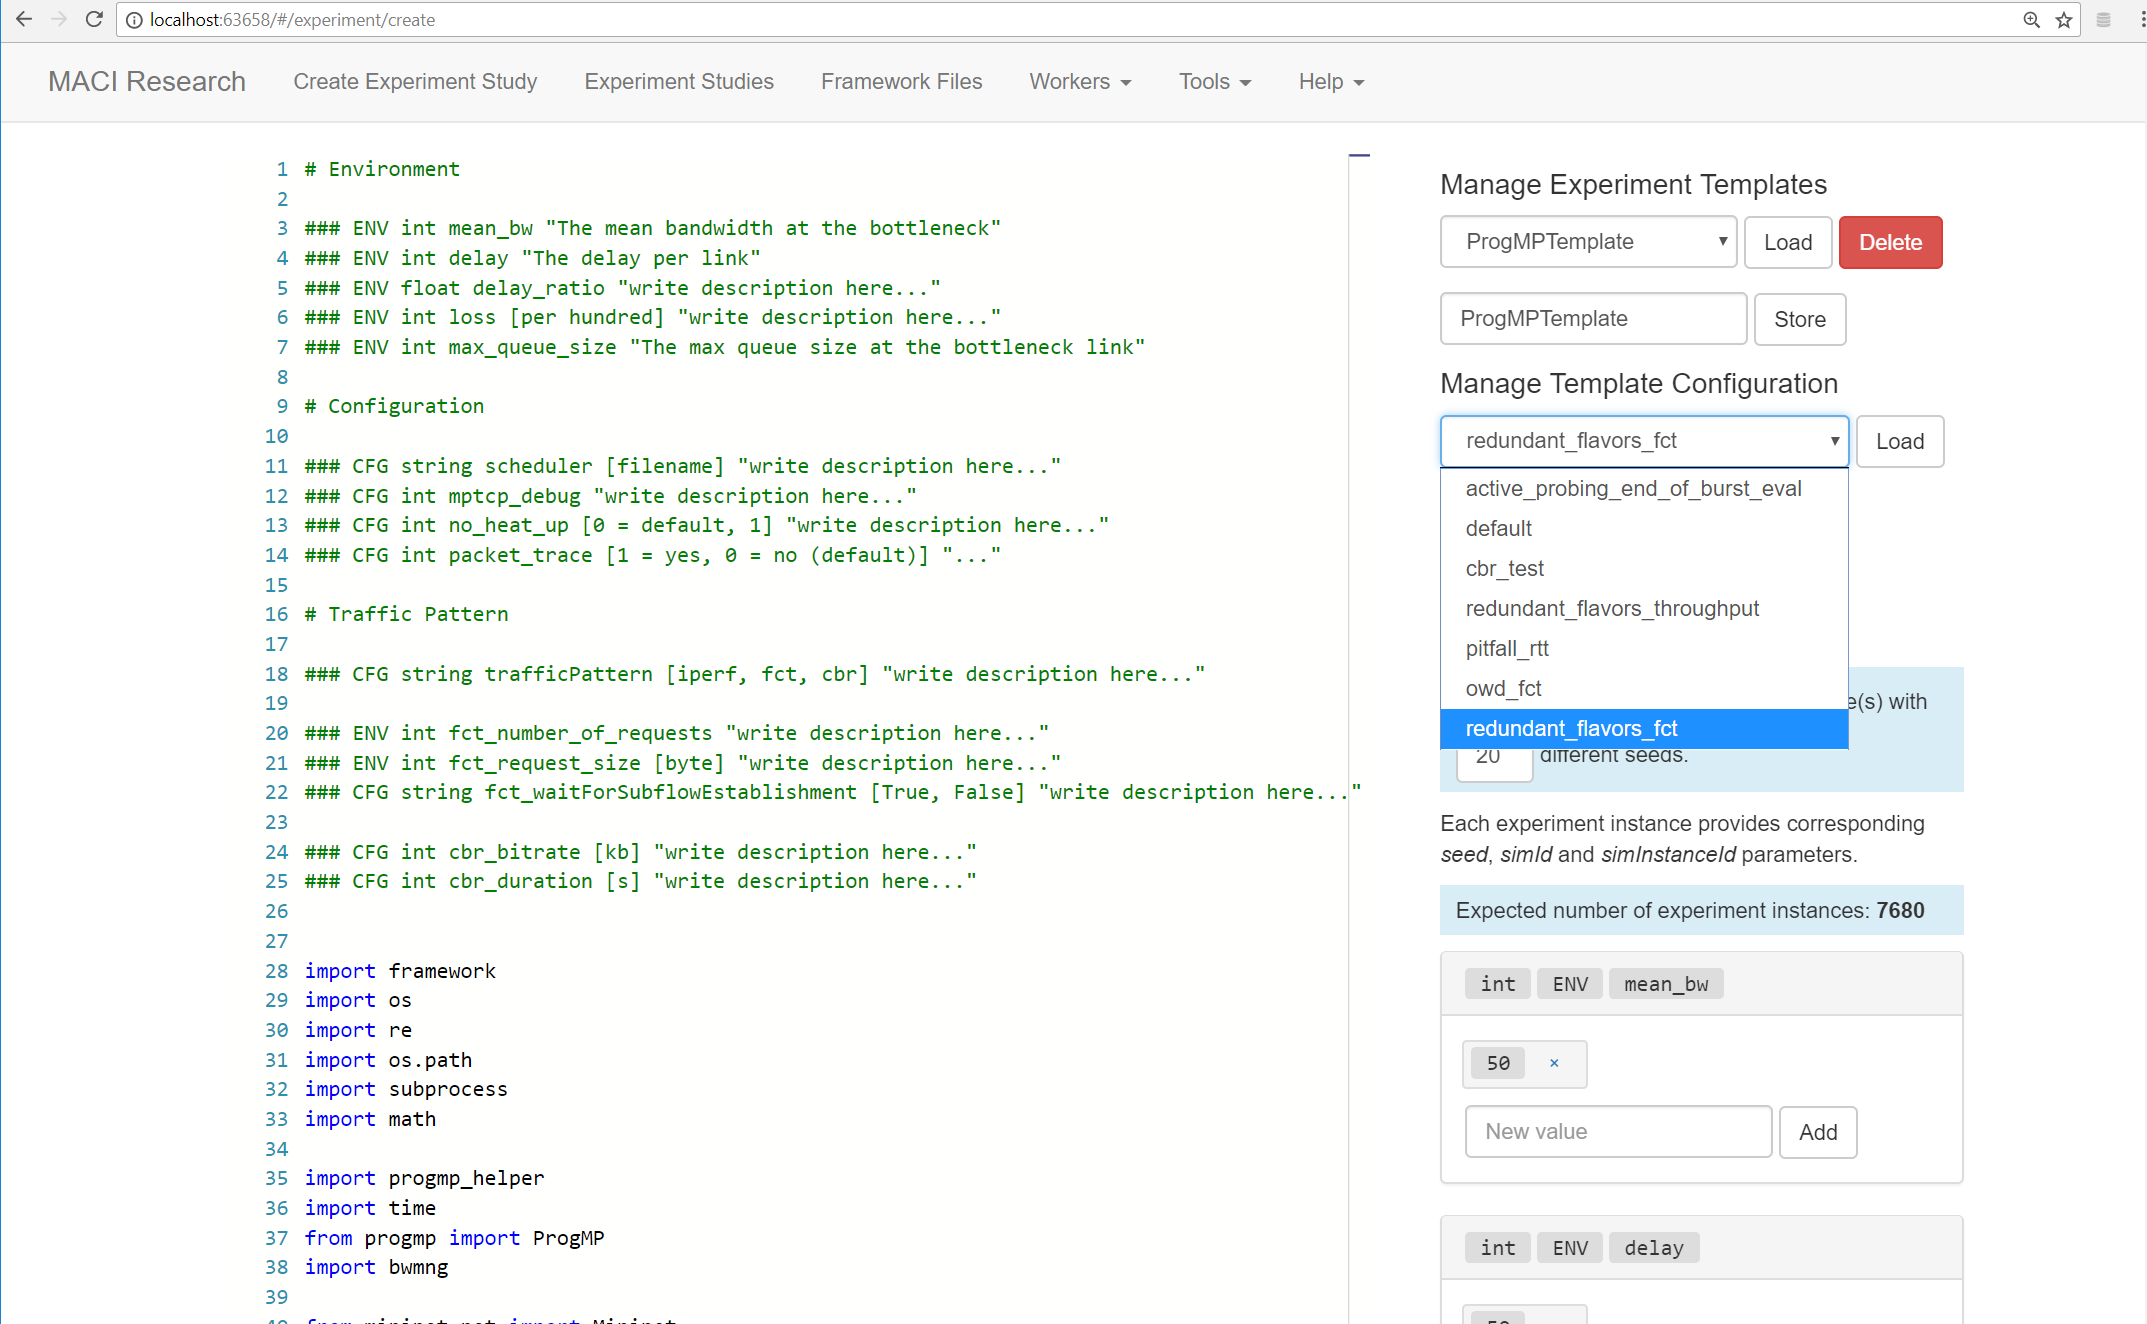 localhost:63658/#/experiment/create
MACI Research Create Experiment Study Experiment Studies Framework Files Workers Tools Help
1 # Environment
2
3 ### ENV int mean_bw "The mean bandwidth at the bottleneck"
4 ### ENV int delay "The delay per link"
5 ### ENV float delay_ratio "write description here..."
6 ### ENV int loss [per hundred] "write description here..."
7 ### ENV int max_queue_size "The max queue size at the bottleneck link"
8
9 # Configuration
10
11 ### CFG string scheduler [filename] "write description here..."
12 ### CFG int mptcp_debug "write description here..."
13 ### CFG int no_heat_up [0 = default, 1] "write description here..."
14 ### CFG int packet_trace [1 = yes, 0 = no (default)] "..."
15
16 # Traffic Pattern
17
18 ### CFG string trafficPattern [iperf, fct, cbr] "write description here..."
19
20 ### ENV int fct_number_of_requests "write description here..."
21 ### ENV int fct_request_size [byte] "write description here..."
22 ### CFG string fct_waitForSubflowEstablishment [True, False] "write description here..."
23
24 ### CFG int cbr_bitrate [kb] "write description here..."
25 ### CFG int cbr_duration [s] "write description here..."
26
27
28 import framework
29 import os
30 import re
31 import os.path
32 import subprocess
33 import math
34
35 import progmp_helper
36 import time
37 from progmp import ProgMP
38 import bwmng
39
40 from mininet.net import Mininet
Manage Experiment Templates
ProgMPTemplate Load Delete
ProgMPTemplate Store
Manage Template Configuration
redundant_flavors_fct Load
active_probing_end_of_burst_eval
default
cbr_test
redundant_flavors_throughput
pitfall_rtt
owd_fct
e(s) with
redundant_flavors_fct
20 different seeds.
Each experiment instance provides corresponding
seed, simId and simInstanceId parameters.
Expected number of experiment instances: 7680
int ENV mean_bw
50 ×
New value Add
int ENV delay
50